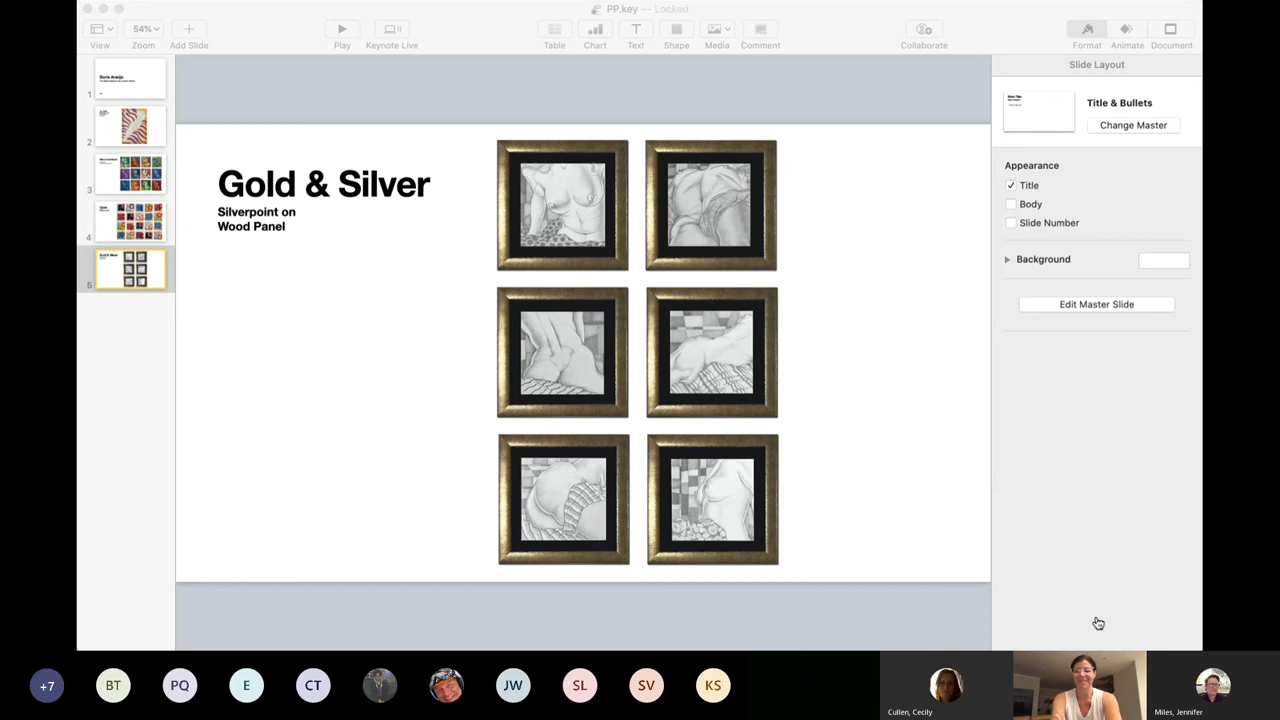 PP.key — Locked
54%
View
Zoom
Add Slide
Play
Keynote Live
Table
Chart
Text
Shape
Media
Comment
Collaborate
Format
Animate
Document
1
2
3
4
5
Gold & Silver
Silverpoint on
Wood Panel
Slide Layout
Title & Bullets
Change Master
Appearance
Title
Body
Slide Number
Background
Edit Master Slide
+7
BT
PQ
E
CT
JW
SL
SV
KS
Cullen, Cecily
Miles, Jennifer